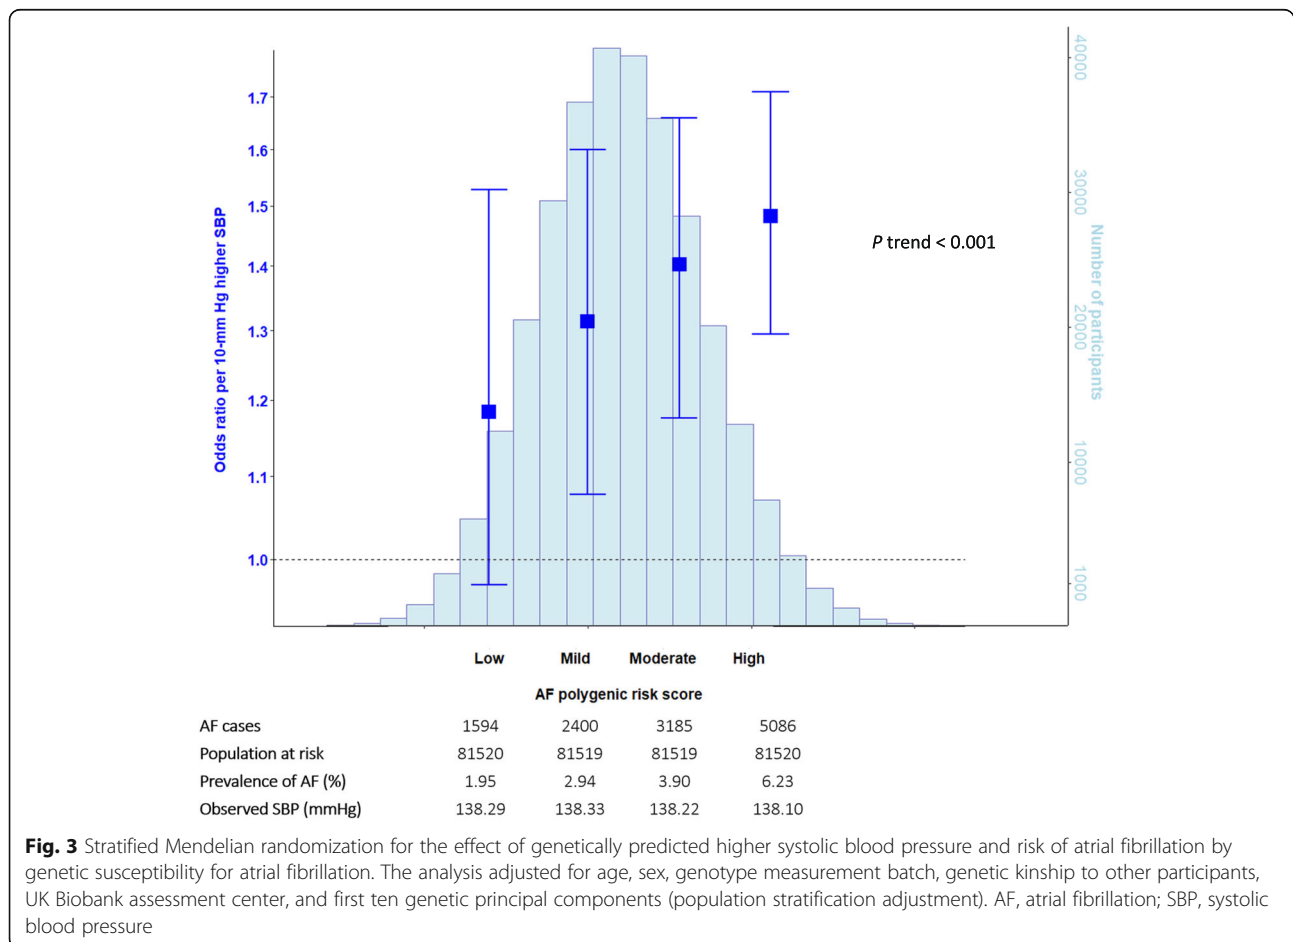 40000
1.7
1.6
30000
1.5
Odds ratio per 10-mm Hg higher SBP
Number of participants
P trend < 0.001
1.4
20000
1.3
1.2
10000
1.1
1.0
1000
Low Mild Moderate High
AF polygenic risk score
AF cases 1594 2400 3185 5086
Population at risk 81520 81519 81519 81520
Prevalence of AF (%) 1.95 2.94 3.90 6.23
Observed SBP (mmHg) 138.29 138.33 138.22 138.10
Fig. 3 Stratified Mendelian randomization for the effect of genetically predicted higher systolic blood pressure and risk of atrial fibrillation by
genetic susceptibility for atrial fibrillation. The analysis adjusted for age, sex, genotype measurement batch, genetic kinship to other participants,
UK Biobank assessment center, and first ten genetic principal components (population stratification adjustment). AF, atrial fibrillation; SBP, systolic
blood pressure